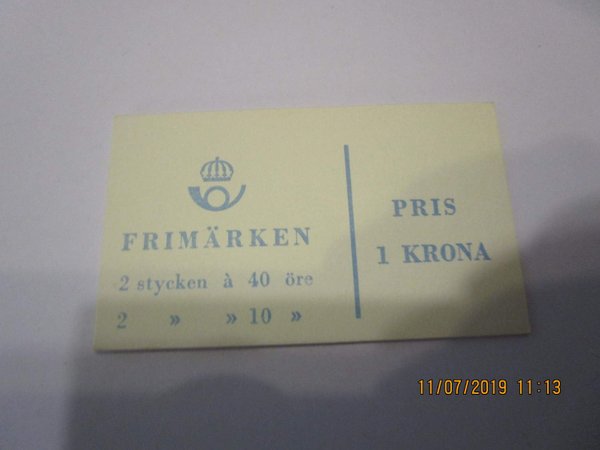 FRIMÄRKEN
2 stycken à 40 öre
2 » » 10 »
PRIS
1 KRONA
11/07/2019 11:13